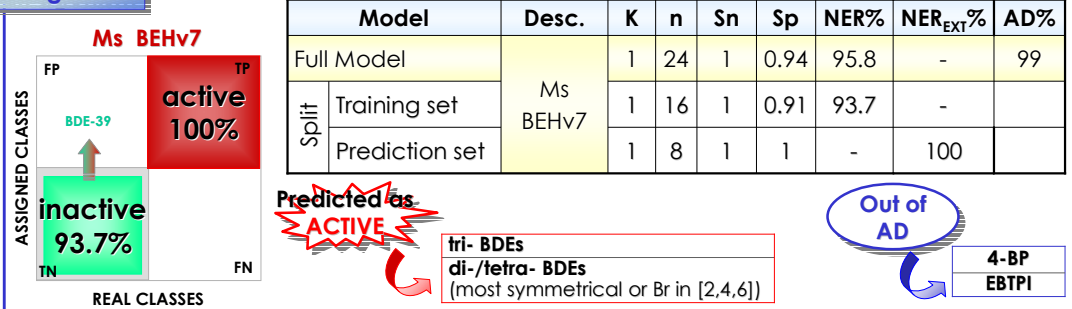 Ms BEHv7
FP
TP
active
100%
BDE-39
ASSIGNED CLASSES
inactive
93.7%
TN
FN
REAL CLASSES
Model Desc. K n Sn Sp NER% NEREXT% AD%
Full Model Ms BEHv7 1 24 1 0.94 95.8 - 99
Split
Training set 1 16 1 0.91 93.7 -
Prediction set 1 8 1 1 - 100
Predicted as
ACTIVE
tri- BDEs
di-/tetra- BDEs
(most symmetrical or Br in [2,4,6])
Out of
AD
4-BP
EBTPI